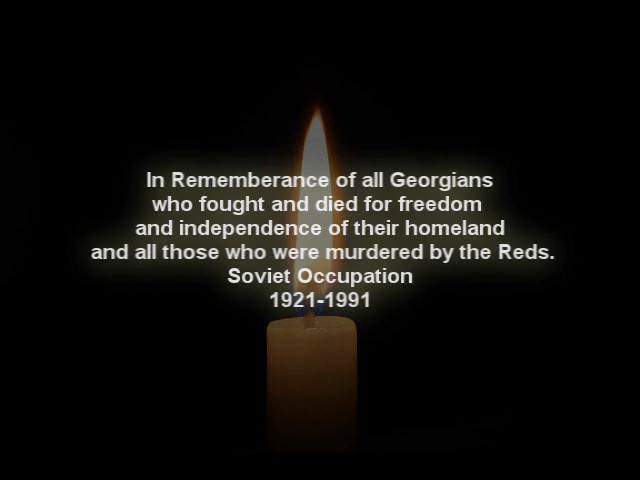 In Rememberance of all Georgians
who fought and died for freedom
and independence of their homeland
and all those who were murdered by the Reds.
Soviet Occupation
1921-1991